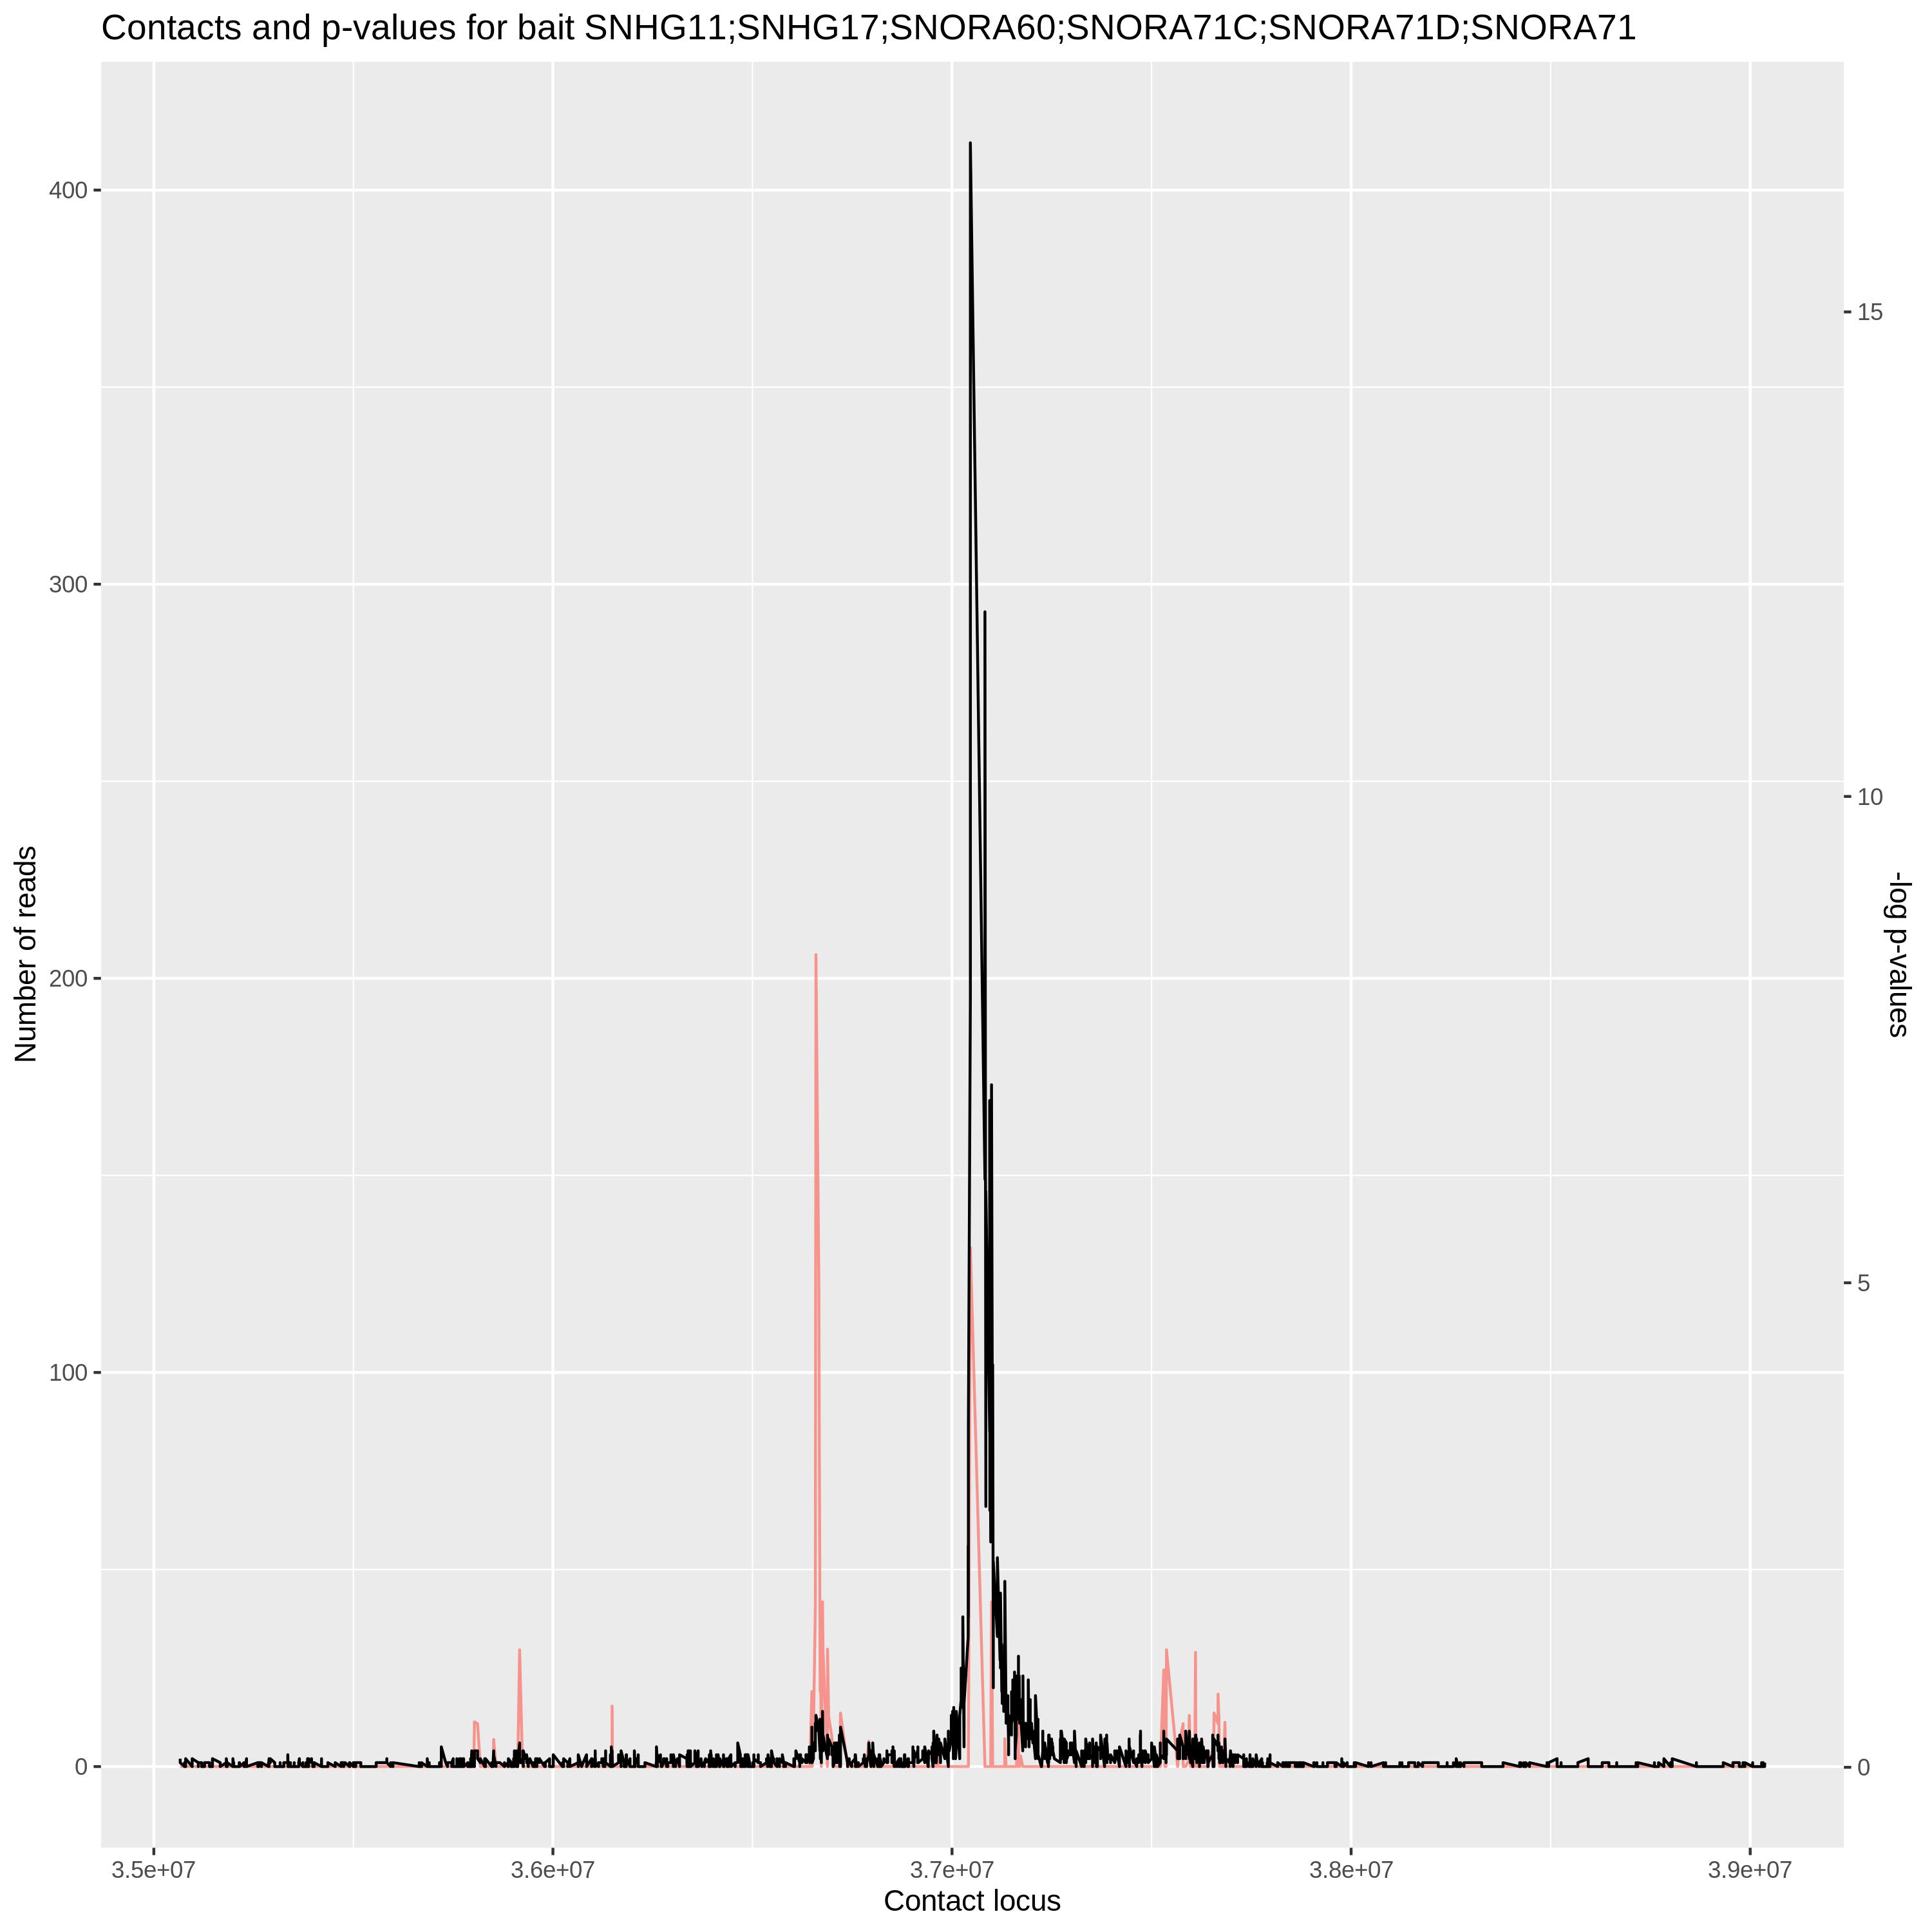 Contacts and p-values for bait SNHG11;SNHG17;SNORA60;SNORA71C;SNORA71D;SNORA71
400
300
200
100
0
Number of reads
15
10
5
0
-log p-values
3.5e+07
3.6e+07
3.7e+07
3.8e+07
3.9e+07
Contact locus